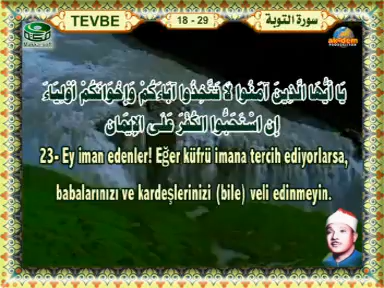 TEVBE
18 - 29
سورة التوبة
يَا أَيُّهَا الَّذِينَ آمَنُوا لاَ تَتَّخِذُوا آبَاءَكُمْ وَإِخْوَانَكُمْ أَوْلِيَاءَ
إِنِ اسْتَحَبُّوا الْكُفْرَ عَلَى الْإِيمَانِ
23- Ey iman edenler! Eğer küfrü imana tercih ediyorlarsa,
babalarınızı ve kardeşlerinizi (bile) veli edinmeyin.